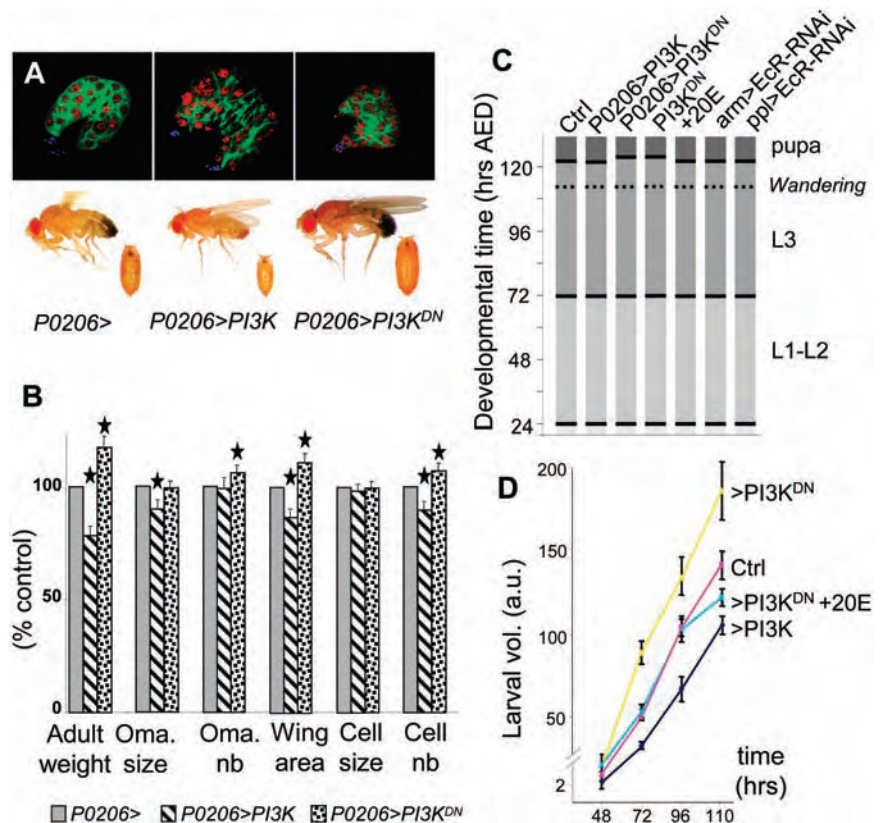 A
P0206>
P0206>PI3K
P0206>PI3K^DN
B
(% control)
100
50
0
Adult weight
Oma. size
Oma. nb
Wing area
Cell size
Cell nb
P0206>
P0206>PI3K
P0206>PI3K^DN
C
Ctrl
P0206>PI3K
P0206>PI3K^DN
PI3K^DN +20E
arm>EcR-RNAi
ppl>EcR-RNAi
Developmental time (hrs AED)
120
96
72
48
24
pupa
Wandering
L3
L1-L2
D
Larval vol. (a.u.)
200
150
100
50
2
>PI3K^DN
Ctrl
>PI3K^DN +20E
>PI3K
time
(hrs)
48 72 96 110